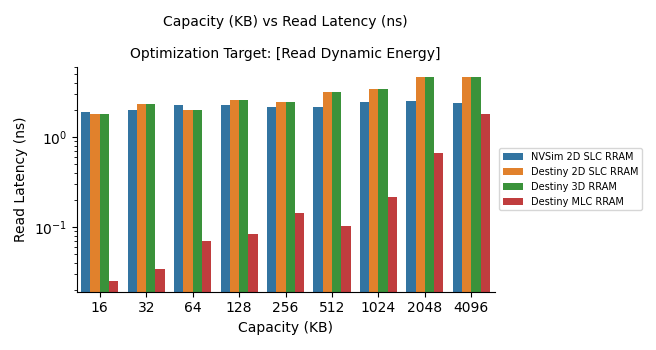 Capacity (KB) vs Read Latency (ns)
Optimization Target: [Read Dynamic Energy]
Read Latency (ns)
10⁰
10⁻¹
16 32 64 128 256 512 1024 2048 4096
Capacity (KB)
NVSim 2D SLC RRAM
Destiny 2D SLC RRAM
Destiny 3D RRAM
Destiny MLC RRAM